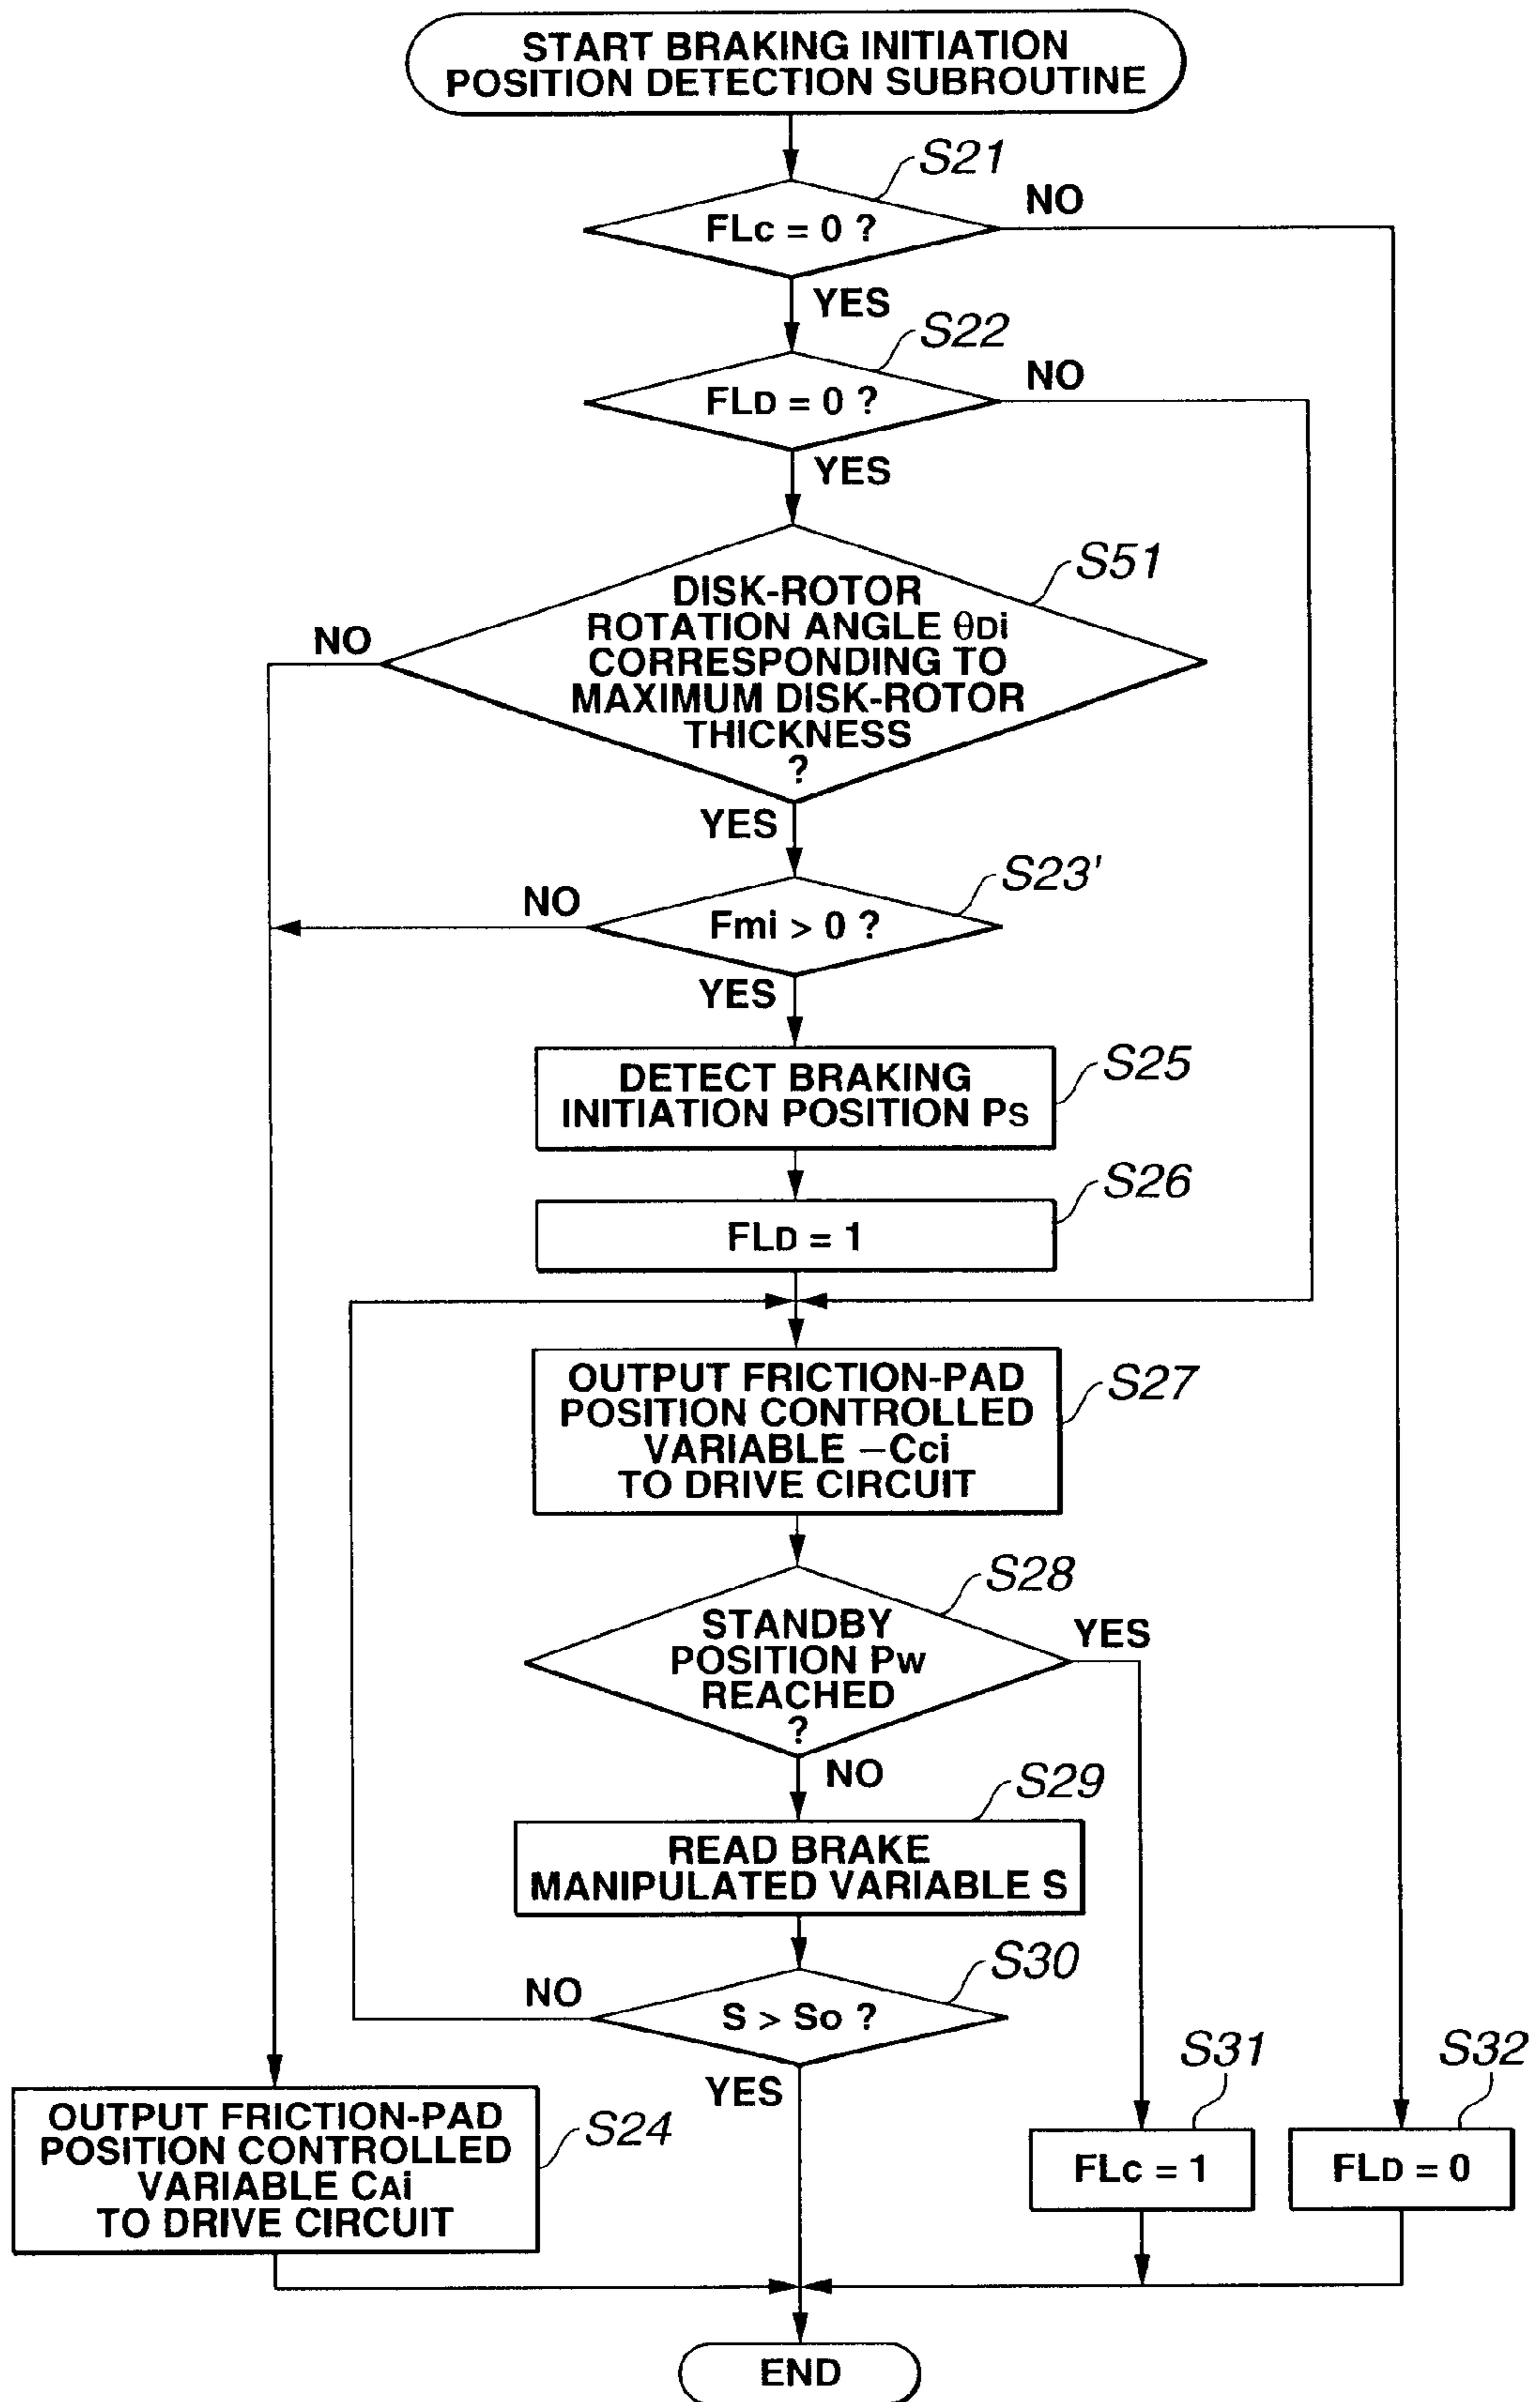 START BRAKING INITIATION
POSITION DETECTION SUBROUTINE
S21
FLC = 0 ?
NO
YES
S22
FLD = 0 ?
NO
YES
S51
DISK-ROTOR
ROTATION ANGLE θDi
CORRESPONDING TO
MAXIMUM DISK-ROTOR
THICKNESS
?
NO
YES
S23'
Fmi > 0 ?
NO
YES
S25
DETECT BRAKING
INITIATION POSITION PS
S26
FLD = 1
S27
OUTPUT FRICTION-PAD
POSITION CONTROLLED
VARIABLE –Cci
TO DRIVE CIRCUIT
S28
STANDBY
POSITION PW
REACHED
?
YES
NO
S29
READ BRAKE
MANIPULATED VARIABLE S
S30
S > So ?
NO
YES
S24
OUTPUT FRICTION-PAD
POSITION CONTROLLED
VARIABLE CAi
TO DRIVE CIRCUIT
S31
FLC = 1
S32
FLD = 0
END